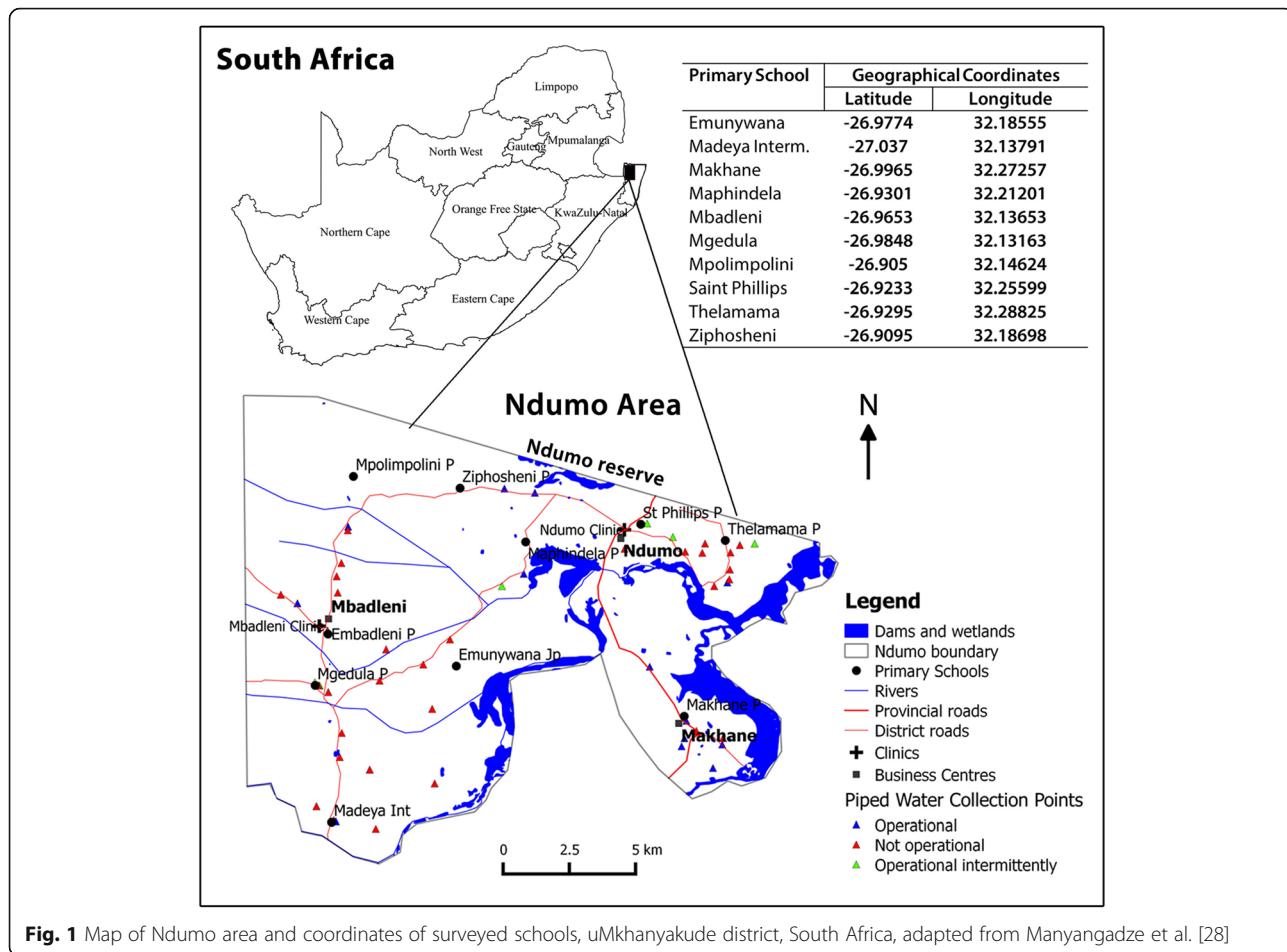 South Africa
Limpopo
Mpumalanga
Gauteng
North West
Orange Free State
KwaZulu-Natal
Northern Cape
Eastern Cape
Western Cape
Primary School Geographical Coordinates
Latitude Longitude
Emunywana -26.9774 32.18555
Madeya Interm. -27.037 32.13791
Makhane -26.9965 32.27257
Maphindela -26.9301 32.21201
Mbadleni -26.9653 32.13653
Mgedula -26.9848 32.13163
Mpolimpolini -26.905 32.14624
Saint Phillips -26.9233 32.25599
Thelamama -26.9295 32.28825
Ziphosheni -26.9095 32.18698
Ndumo Area
N
Ndumo reserve
Mpolimpolini P
Ziphosheni P
St Phillips P
Ndumo Clinic
Thelamama P
Maphindela P
Ndumo
Mbadleni
Mbadleni Clinic
Embadleni P
Emunywana Jp
Mgedula P
Makhane P
Makhane
Madeya Int
0 2.5 5 km
Legend
Dams and wetlands
Ndumo boundary
Primary Schools
Rivers
Provincial roads
District roads
Clinics
Business Centres
Piped Water Collection Points
Operational
Not operational
Operational intermittently
Fig. 1 Map of Ndumo area and coordinates of surveyed schools, uMkhanyakude district, South Africa, adapted from Manyangadze et al. [28]